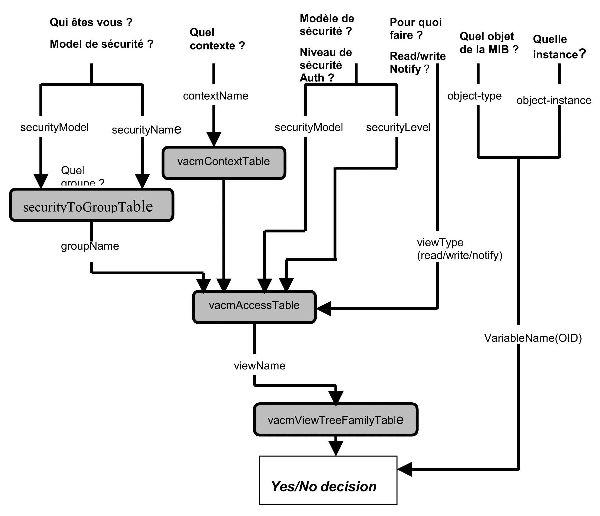 Qui êtes vous ?
Model de sécurité ?
Quel
contexte ?
Modèle de
sécurité ?
Niveau de
sécurité
Auth ?
Pour quoi
faire ?
Read/write
Notify ?
Quel objet
de la MIB ?
Quelle
instance?
securityModel
securityName
contextName
securityModel
securityLevel
object-type
object-instance
vacmContextTable
Quel
groupe ?
securityToGroupTable
groupName
viewType
(read/write/notify)
vacmAccessTable
VariableName(OID)
viewName
vacmViewTreeFamilyTable
Yes/No decision